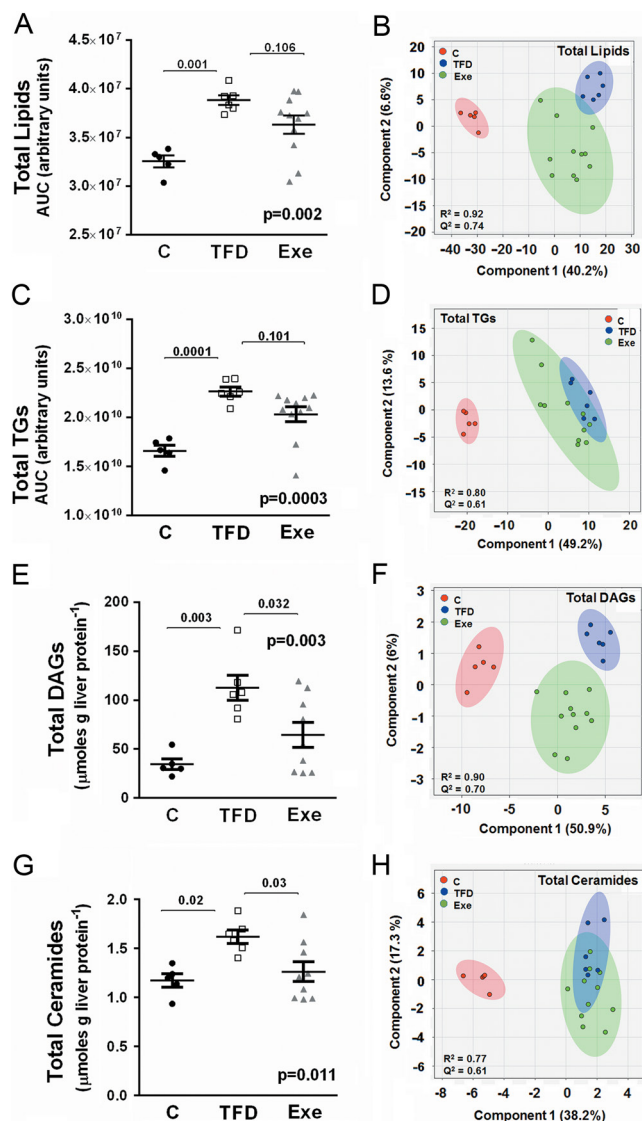 A
Total Lipids
AUC (arbitrary units)
4.5×10⁷
4.0×10⁷
3.5×10⁷
3.0×10⁷
2.5×10⁷
0.001
0.106
p=0.002
C TFD Exe
B
Total Lipids
C
TFD
Exe
Component 2 (6.6%)
20
15
10
5
0
-5
-10
-15
-20
R² = 0.92
Q² = 0.74
-40 -30 -20 -10 0 10 20 30
Component 1 (40.2%)
C
Total TGs
AUC (arbitrary units)
3.0×10¹⁰
2.5×10¹⁰
2.0×10¹⁰
1.5×10¹⁰
1.0×10¹⁰
0.0001
0.101
p=0.0003
C TFD Exe
D
Total TGs
C
TFD
Exe
Component 2 (13.6 %)
15
10
5
0
-5
-10
-15
R² = 0.80
Q² = 0.61
-20 -10 0 10 20
Component 1 (49.2%)
E
Total DAGs
(µmoles g liver protein⁻¹)
200
150
100
50
0
0.003
0.032
p=0.003
C TFD Exe
F
Total DAGs
C
TFD
Exe
Component 2 (6%)
3
2
1
0
-1
-2
-3
R² = 0.90
Q² = 0.70
-10 -5 0 5
Component 1 (50.9%)
G
Total Ceramides
(µmoles g liver protein⁻¹)
2.0
1.5
1.0
0.5
0.0
0.02
0.03
p=0.011
C TFD Exe
H
Total Ceramides
C
TFD
Exe
Component 2 (17.3 %)
6
4
2
0
-2
-4
-6
R² = 0.77
Q² = 0.61
-8 -6 -4 -2 0 2 4
Component 1 (38.2%)